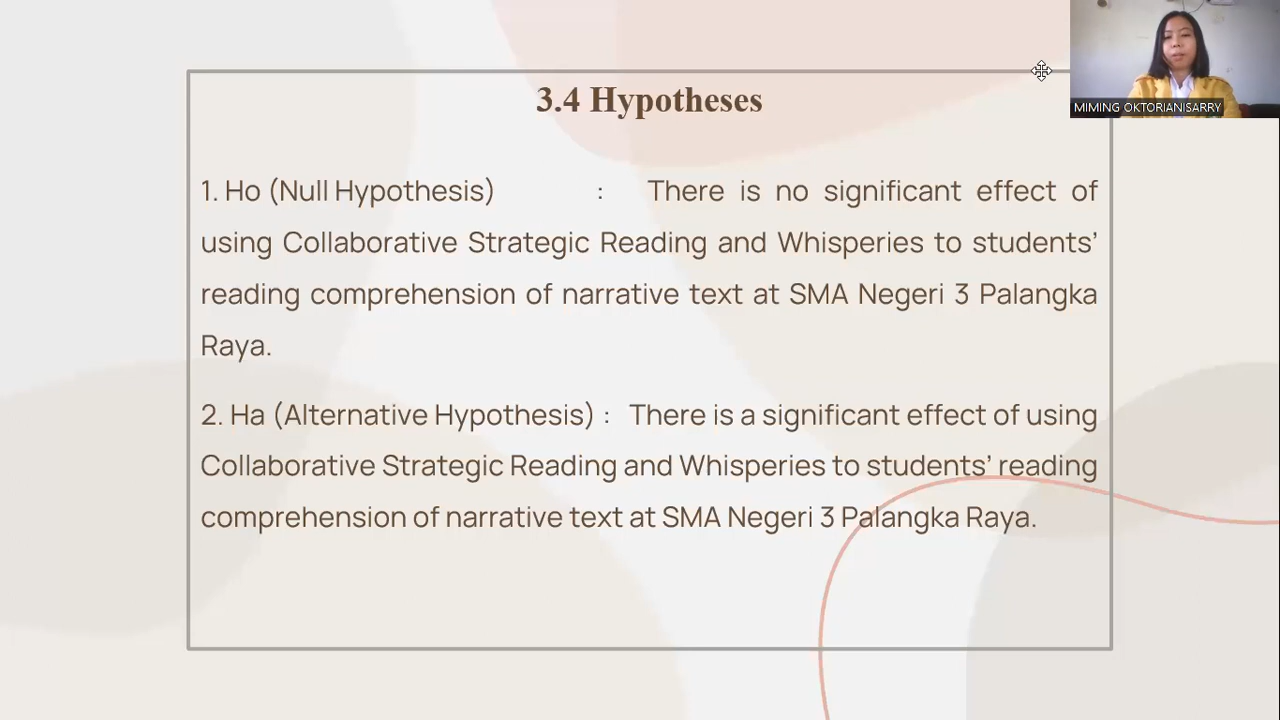 MIMING OKTORIANISARRY
3.4 Hypotheses
1. Ho (Null Hypothesis) : There is no significant effect of
using Collaborative Strategic Reading and Whisperies to students’
reading comprehension of narrative text at SMA Negeri 3 Palangka
Raya.
2. Ha (Alternative Hypothesis) : There is a significant effect of using
Collaborative Strategic Reading and Whisperies to students’ reading
comprehension of narrative text at SMA Negeri 3 Palangka Raya.